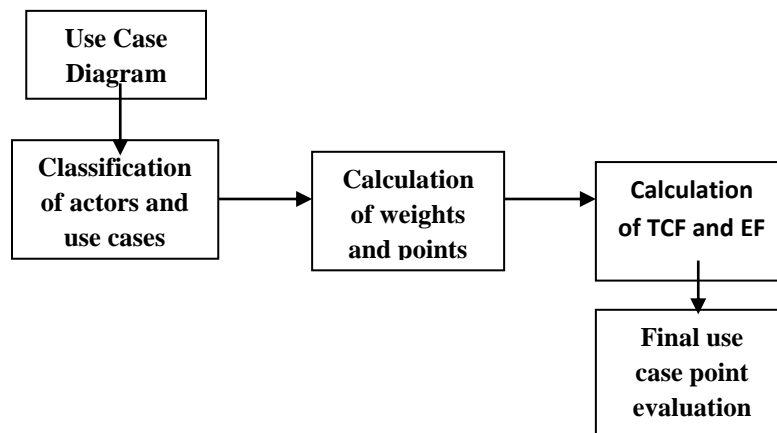 Use Case
Diagram
Classification
of actors and
use cases
Calculation
of weights
and points
Calculation
of TCF and EF
Final use
case point
evaluation